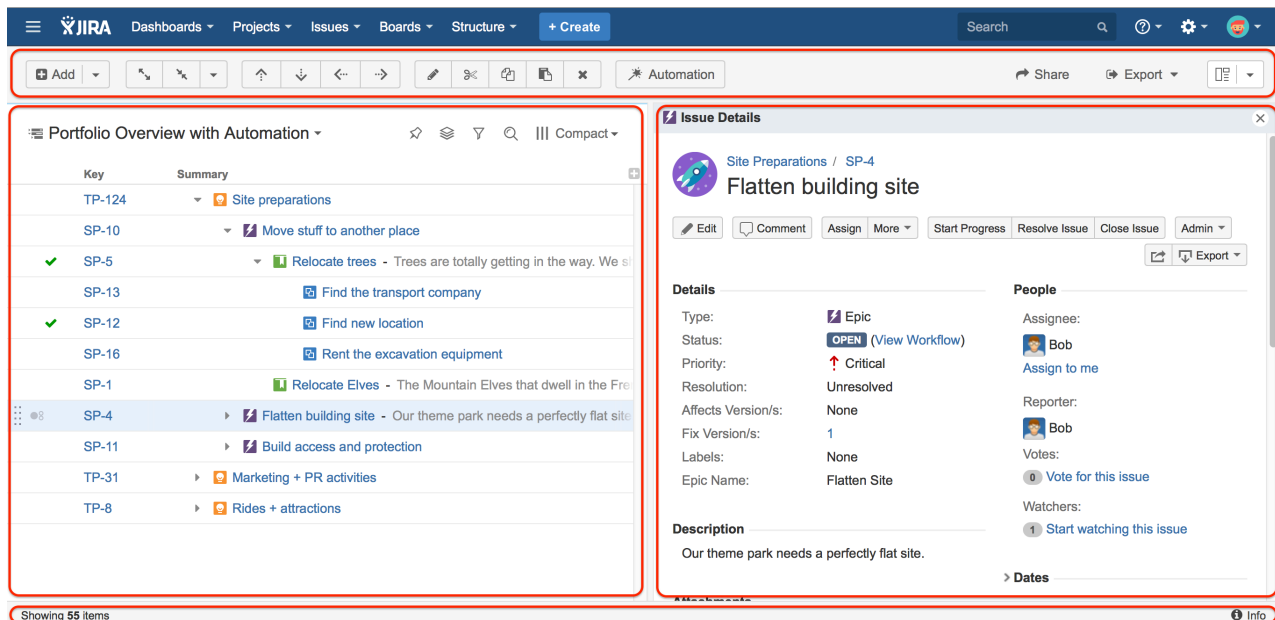 JIRA Dashboards Projects Issues Boards Structure + Create Search
Add Automation Share Export
Portfolio Overview with Automation Compact
Key Summary
TP-124 Site preparations
SP-10 Move stuff to another place
SP-5 Relocate trees - Trees are totally getting in the way. We s
SP-13 Find the transport company
SP-12 Find new location
SP-16 Rent the excavation equipment
SP-1 Relocate Elves - The Mountain Elves that dwell in the Fre
SP-4 Flatten building site - Our theme park needs a perfectly flat site
SP-11 Build access and protection
TP-31 Marketing + PR activities
TP-8 Rides + attractions
Issue Details
Site Preparations / SP-4
Flatten building site
Edit Comment Assign More Start Progress Resolve Issue Close Issue Admin
Export
Details
Type: Epic
Status: OPEN (View Workflow)
Priority: Critical
Resolution: Unresolved
Affects Version/s: None
Fix Version/s: 1
Labels: None
Epic Name: Flatten Site
Description
Our theme park needs a perfectly flat site.
Attachments
People
Assignee:
Bob
Assign to me
Reporter:
Bob
Votes:
0 Vote for this issue
Watchers:
1 Start watching this issue
Dates
Showing 55 items Info